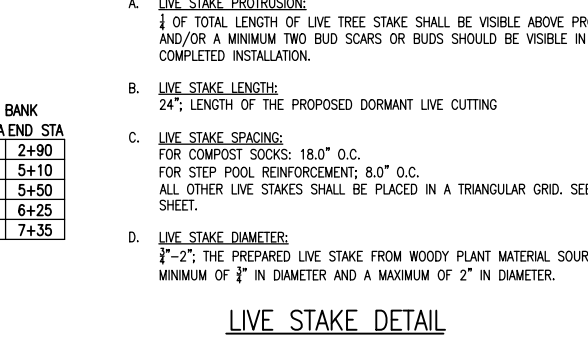 A. LIVE STAKE PROTRUSION:
¼ OF TOTAL LENGTH OF LIVE TREE STAKE SHALL BE VISIBLE ABOVE
AND/OR A MINIMUM TWO BUD SCARS OR BUDS SHOULD BE VISIBLE IN
COMPLETED INSTALLATION.
B. LIVE STAKE LENGTH:
24"; LENGTH OF THE PROPOSED DORMANT LIVE CUTTING
C. LIVE STAKE SPACING:
FOR COMPOST SOCKS: 18.0" O.C.
FOR STEP POOL REINFORCEMENT; 8.0" O.C.
ALL OTHER LIVE STAKES SHALL BE PLACED IN A TRIANGULAR GRID.
SHEET.
D. LIVE STAKE DIAMETER:
¾"-2"; THE PREPARED LIVE STAKE FROM WOODY PLANT MATERIAL
MINIMUM OF ¾" IN DIAMETER AND A MAXIMUM OF 2" IN DIAMETER.
LIVE STAKE DETAIL
BANK
END STA
2+90
5+10
5+50
6+25
7+35